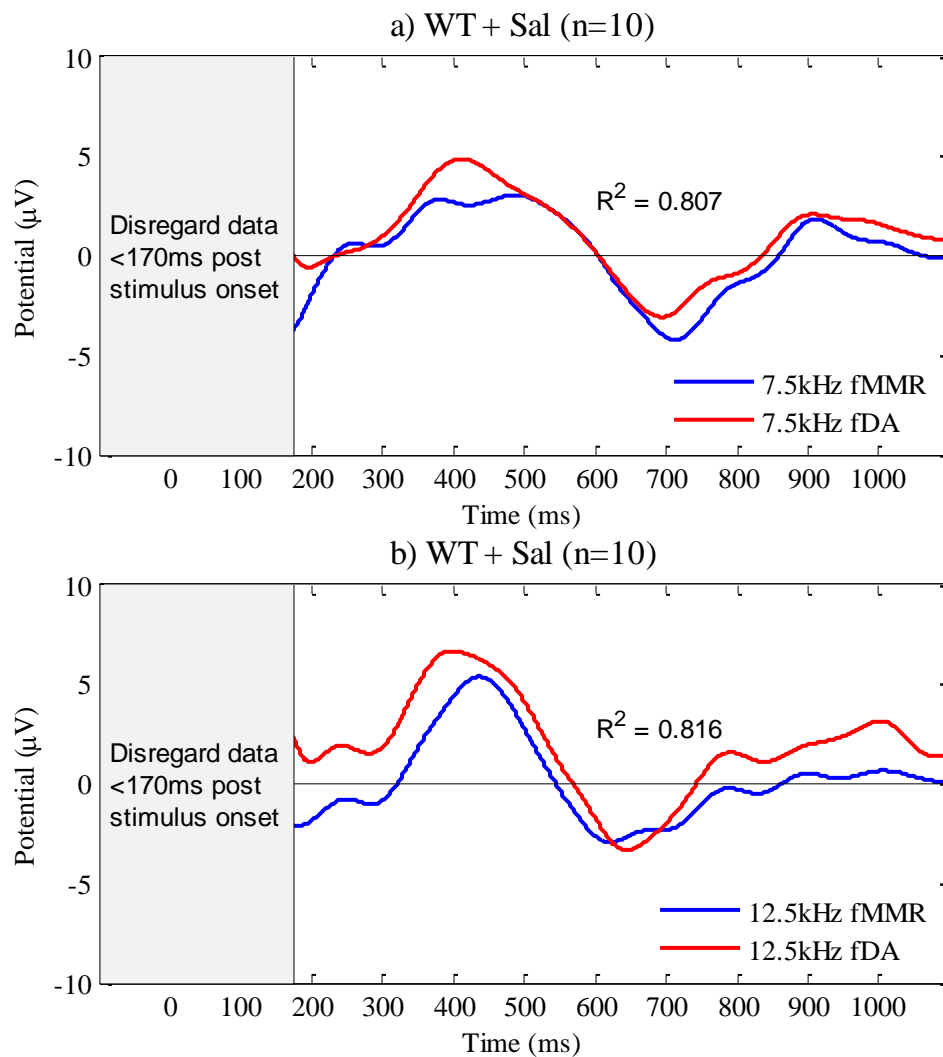 a) WT + Sal (n=10)
10
5
0
-5
-10
Potential (μV)
Disregard data
<170ms post
stimulus onset
R² = 0.807
7.5kHz fMMR
7.5kHz fDA
0 100 200 300 400 500 600 700 800 900 1000
Time (ms)
b) WT + Sal (n=10)
10
5
0
-5
-10
Potential (μV)
Disregard data
<170ms post
stimulus onset
R² = 0.816
12.5kHz fMMR
12.5kHz fDA
0 100 200 300 400 500 600 700 800 900 1000
Time (ms)